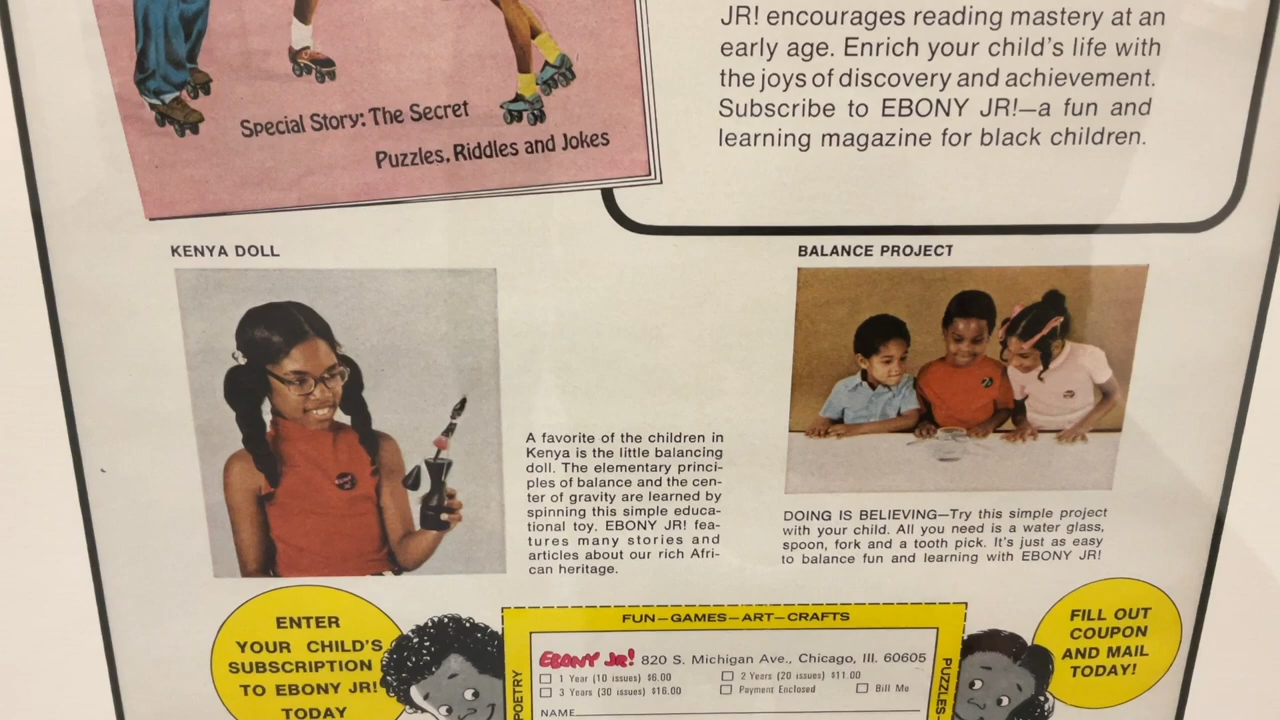 JR! encourages reading mastery at an
early age. Enrich your child's life with
the joys of discovery and achievement.
Subscribe to EBONY JR!—a fun and
learning magazine for black children.
Special Story: The Secret
Puzzles, Riddles and Jokes
KENYA DOLL
A favorite of the children in
Kenya is the little balancing
doll. The elementary princi-
ples of balance and the cen-
ter of gravity are learned by
spinning this simple educa-
tional toy. EBONY JR! fea-
tures many stories and
articles about our rich Afri-
can heritage.
BALANCE PROJECT
DOING IS BELIEVING—Try this simple project
with your child. All you need is a water glass,
spoon, fork and a tooth pick. It's just as easy
to balance fun and learning with EBONY JR!
ENTER
YOUR CHILD'S
SUBSCRIPTION
TO EBONY JR!
TODAY
FUN—GAMES—ART—CRAFTS
POETRY
EBONY JR! 820 S. Michigan Ave., Chicago, Ill. 60605
1 Year (10 issues) $6.00
2 Years (20 issues) $11.00
3 Years (30 issues) $16.00
Payment Enclosed
Bill Me
NAME
PUZZLES—
FILL OUT
COUPON
AND MAIL
TODAY!